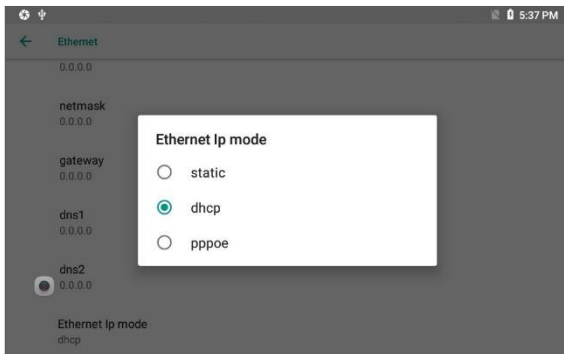 5:37 PM
Ethernet
0.0.0.0
netmask
0.0.0.0
gateway
0.0.0.0
dns1
0.0.0.0
dns2
0.0.0.0
Ethernet Ip mode
dhcp
Ethernet Ip mode
static
dhcp
pppoe